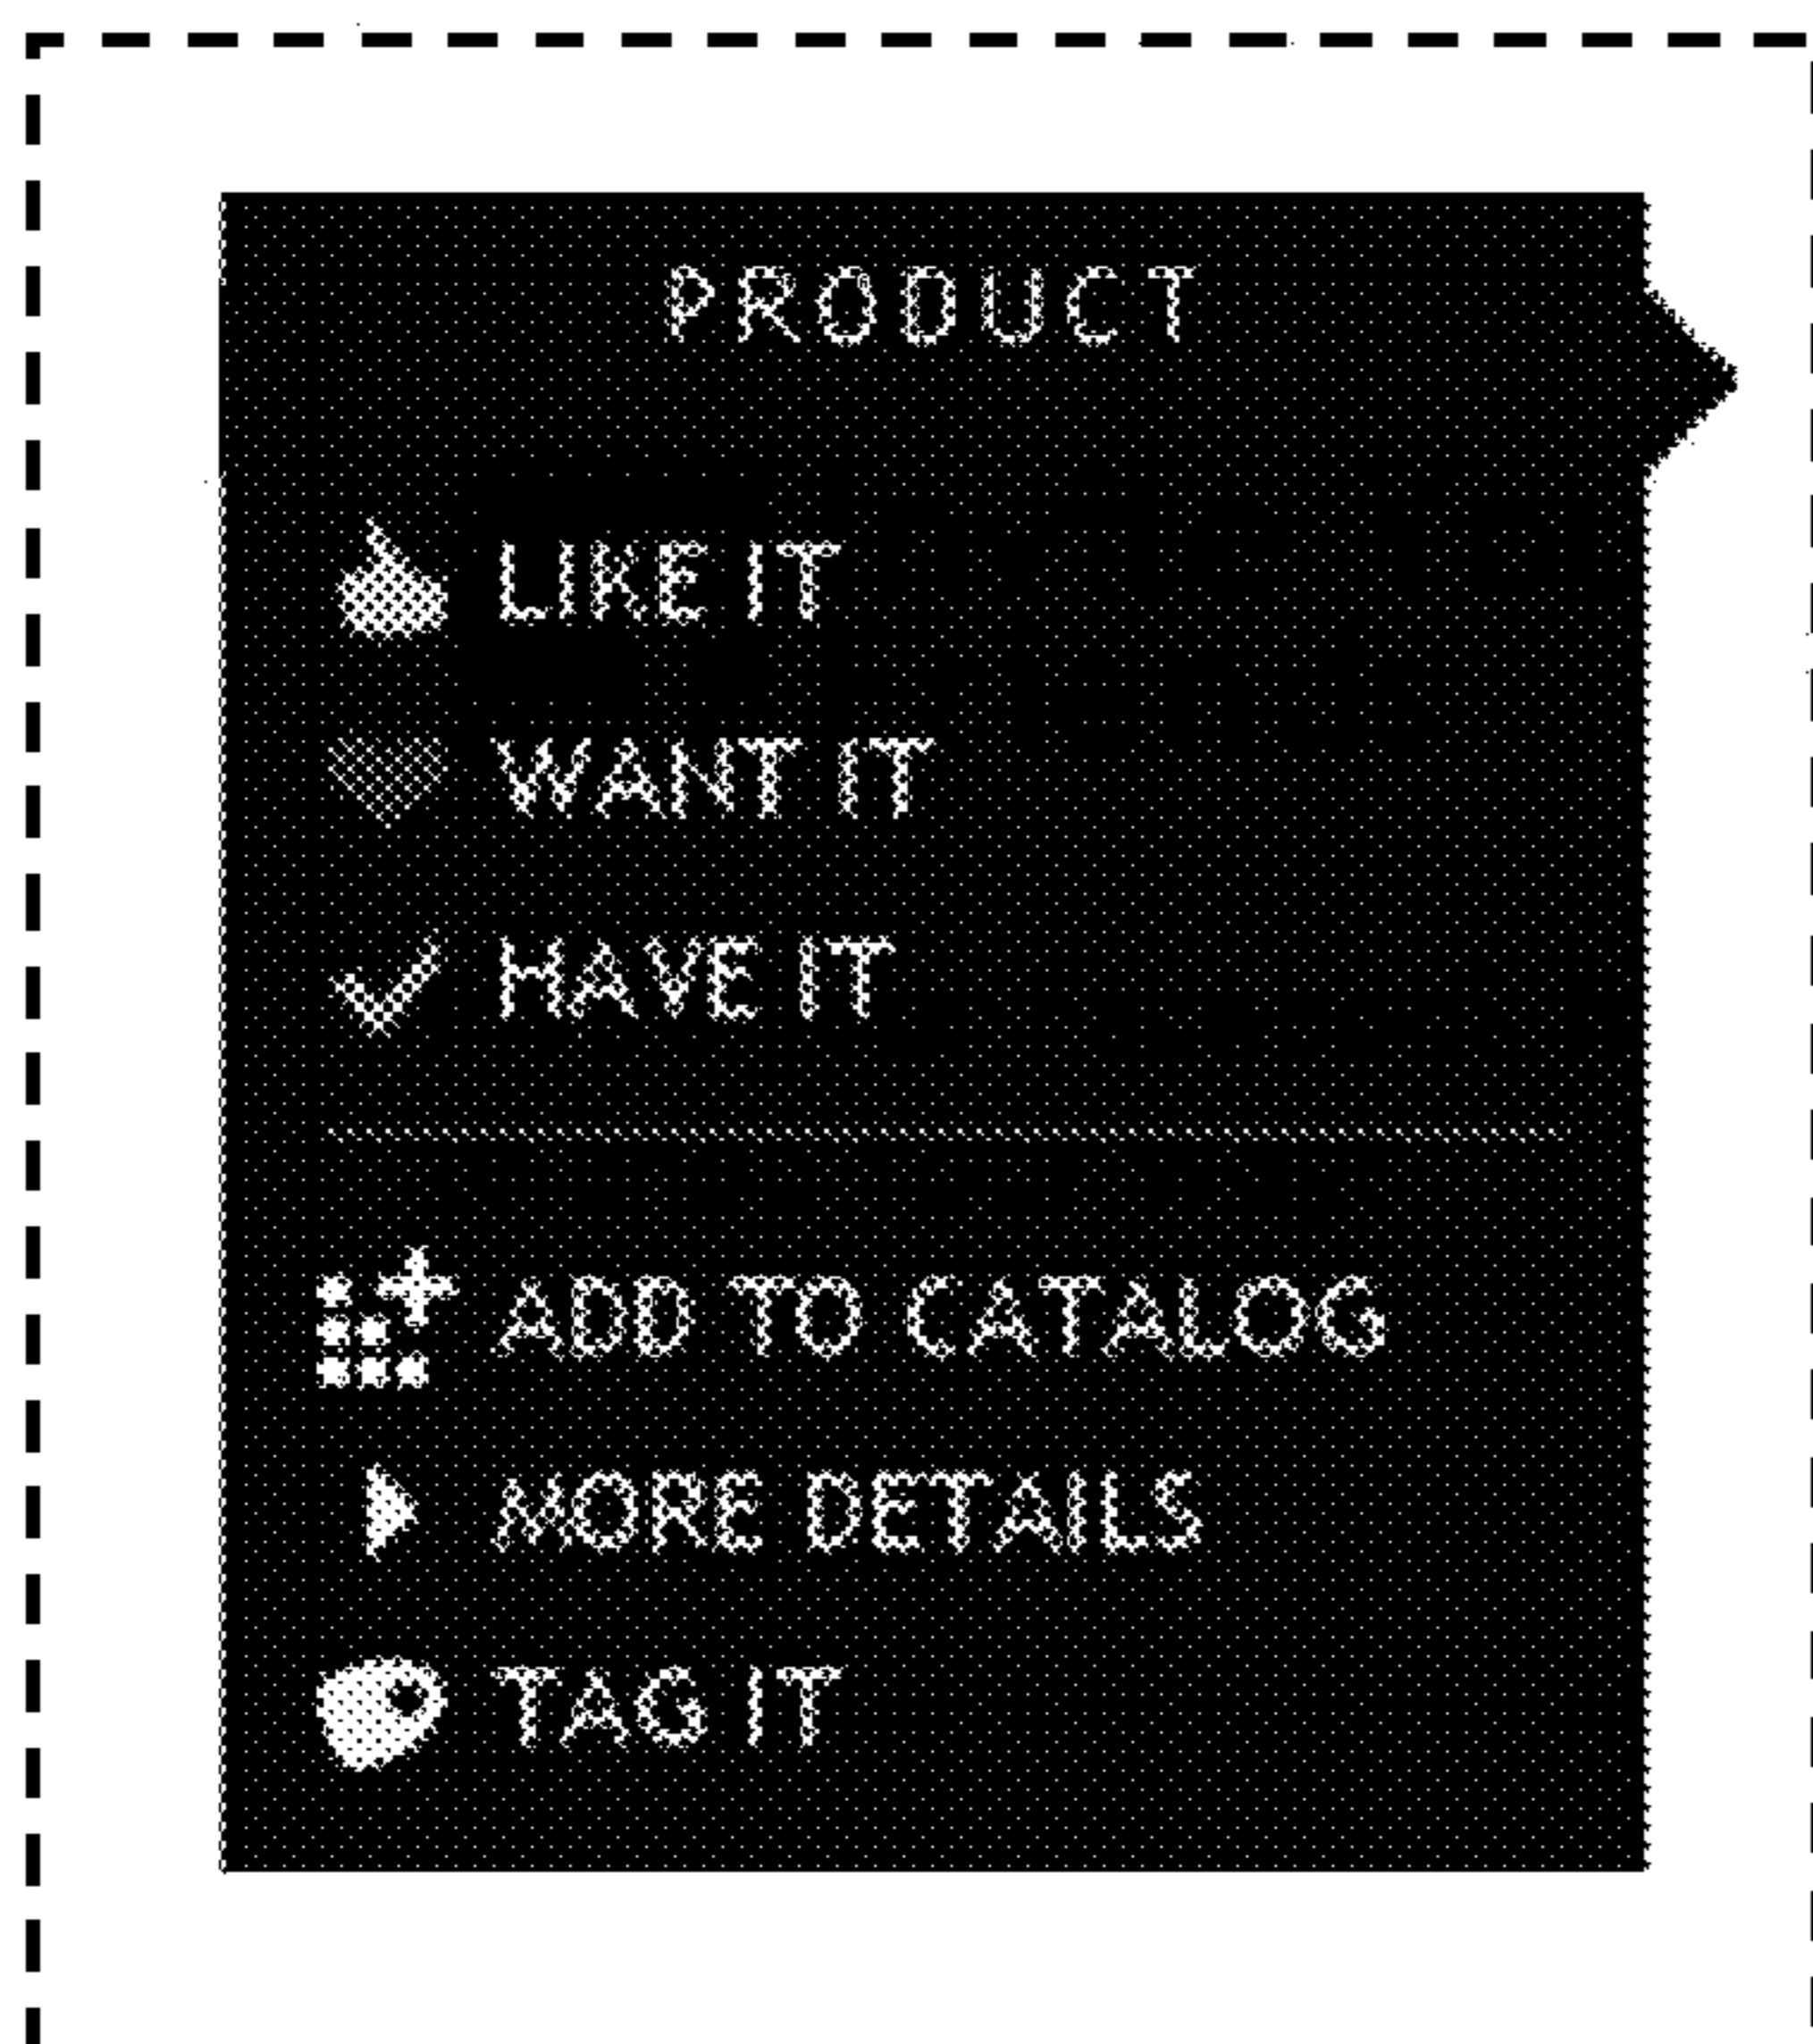 PRODUCT
LIKE IT
WANT IT
HAVE IT
ADD TO CATALOG
MORE DETAILS
TAG IT